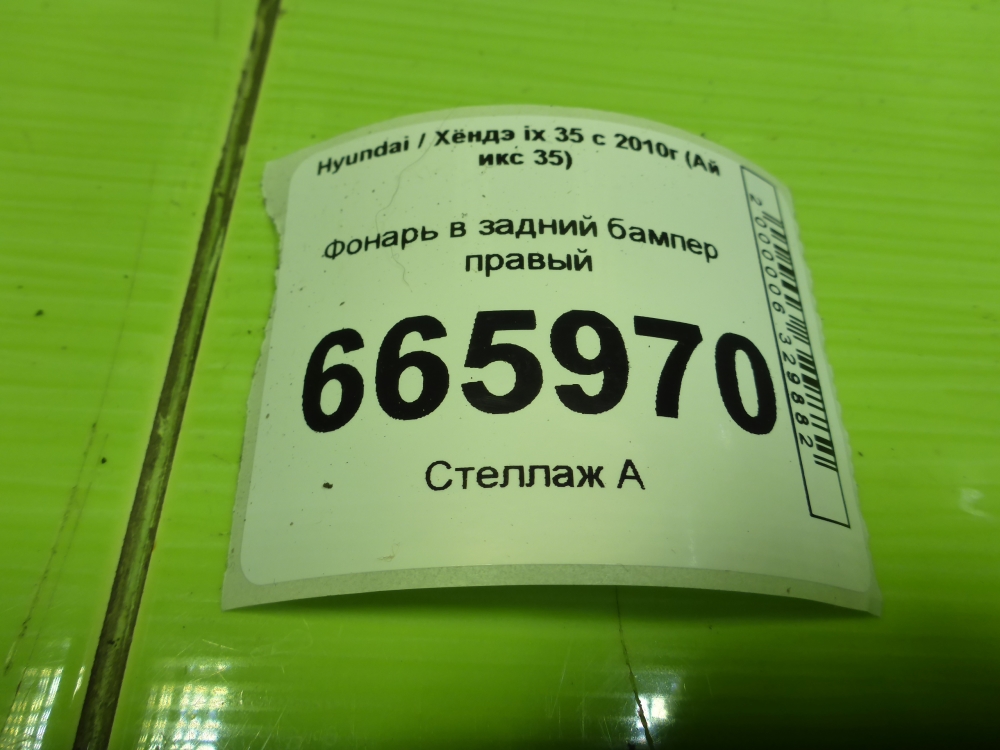 Hyundai / Хёндэ ix 35 с 2010г (Ай
икс 35)
Фонарь в задний бампер
правый
665970
Стеллаж А
2000006329882